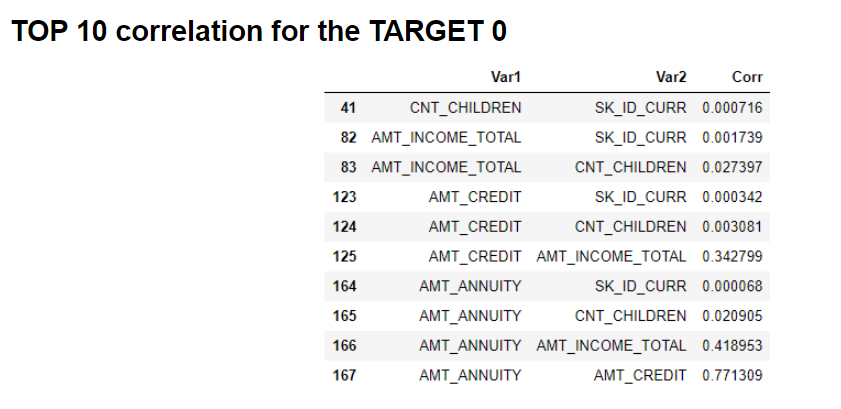 TOP 10 correlation for the TARGET 0
Var1 Var2 Corr
41 CNT_CHILDREN SK_ID_CURR 0.000716
82 AMT_INCOME_TOTAL SK_ID_CURR 0.001739
83 AMT_INCOME_TOTAL CNT_CHILDREN 0.027397
123 AMT_CREDIT SK_ID_CURR 0.000342
124 AMT_CREDIT CNT_CHILDREN 0.003081
125 AMT_CREDIT AMT_INCOME_TOTAL 0.342799
164 AMT_ANNUITY SK_ID_CURR 0.000068
165 AMT_ANNUITY CNT_CHILDREN 0.020905
166 AMT_ANNUITY AMT_INCOME_TOTAL 0.418953
167 AMT_ANNUITY AMT_CREDIT 0.771309